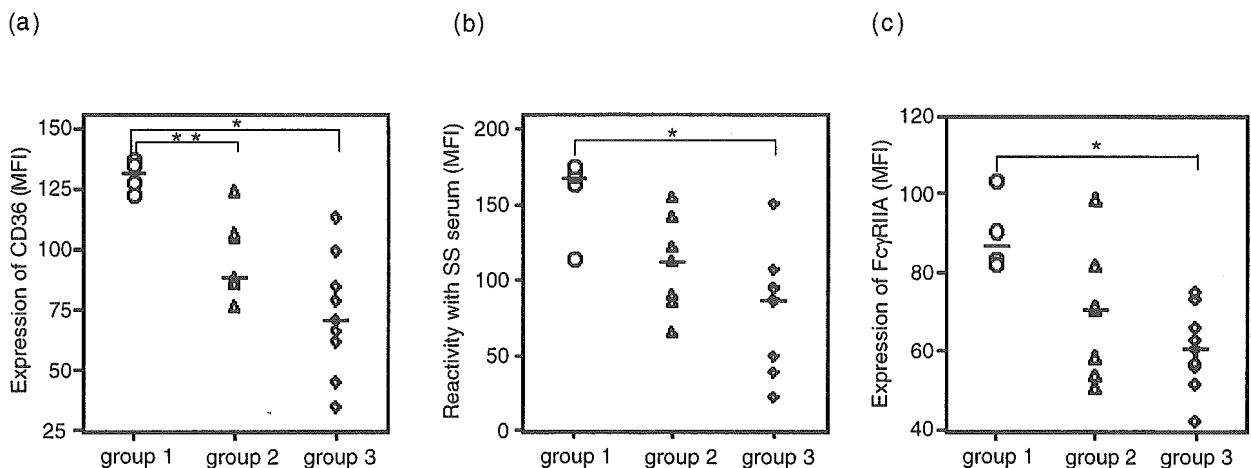 (a)
(b)
(c)
Expression of CD36 (MFI)
150
125
100
75
50
25
*
* *
group 1 group 2 group 3
Reactivity with SS serum (MFI)
200
150
100
50
0
*
group 1 group 2 group 3
Expression of FcγRIIA (MFI)
120
100
80
60
40
*
group 1 group 2 group 3